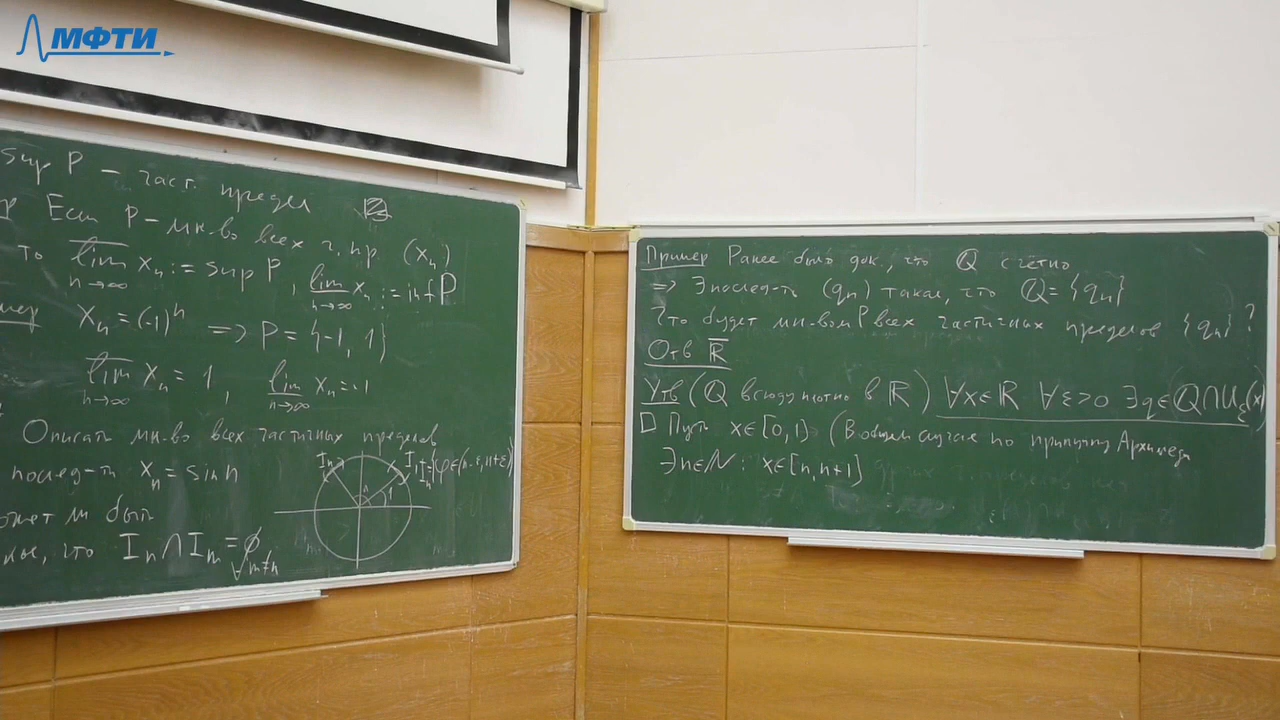 МФТИ
sup P – част. предел
Если P – мн-во всех ч. пр. (xₙ)
то lim̅ xₙ := sup P, lim̲ xₙ := inf P
n→∞ n→∞
xₙ = (-1)ⁿ => P = {-1, 1}
lim̅ xₙ = 1, lim̲ xₙ = -1
n→∞ n→∞
Описать мн-во всех частичных пределов
послед-ти xₙ = sin n
Iₙ I₁ Iₙ = {φ∈(n-ε, n+ε)}
n 1
может ли быть
что Iₙ ∩ Iₘ = ∅
∀m≠n
Пример Ранее было док., что ℚ счетно
=> ∃ послед-ть (qₙ) такая, что ℚ = {qₙ}
Что будет мн-вом P всех частичных пределов {qₙ}?
Отв ℝ̅
Утв (ℚ всюду плотно в ℝ) ∀x∈ℝ ∀ε>0 ∃q∈ℚ∩U_ε(x)
□ Пусть x∈[0,1) (В общем случае по принципу Архимеда
∃n∈N: x∈[n, n+1]